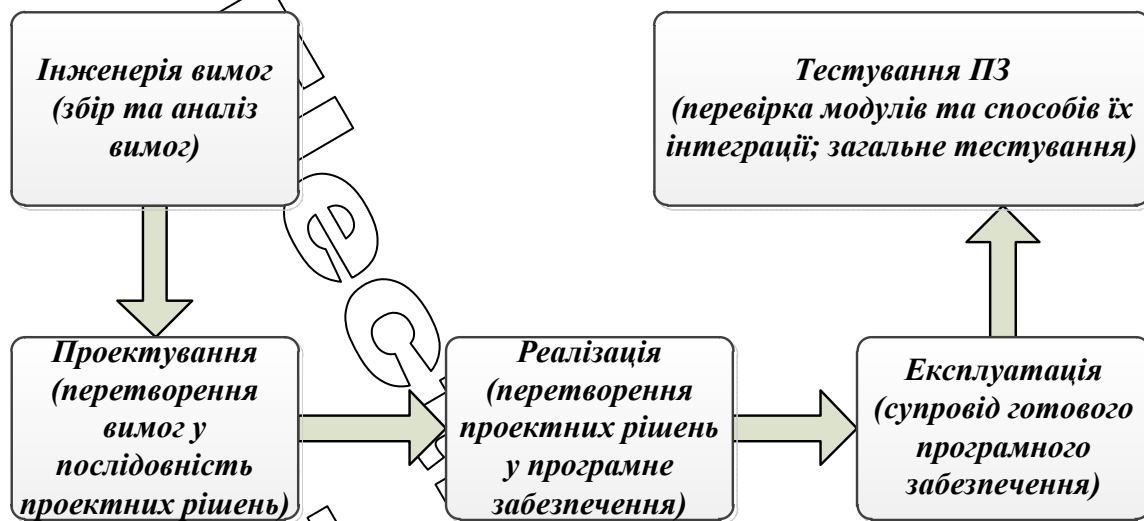 Інженерія вимог
(збір та аналіз
вимог)
Проектування
(перетворення
вимог у
послідовність
проектних рішень)
Реалізація
(перетворення
проектних рішень
у програмне
забезпечення)
Експлуатація
(супровід готового
програмного
забезпечення)
Тестування ПЗ
(перевірка модулів та способів їх
інтеграції; загальне тестування)